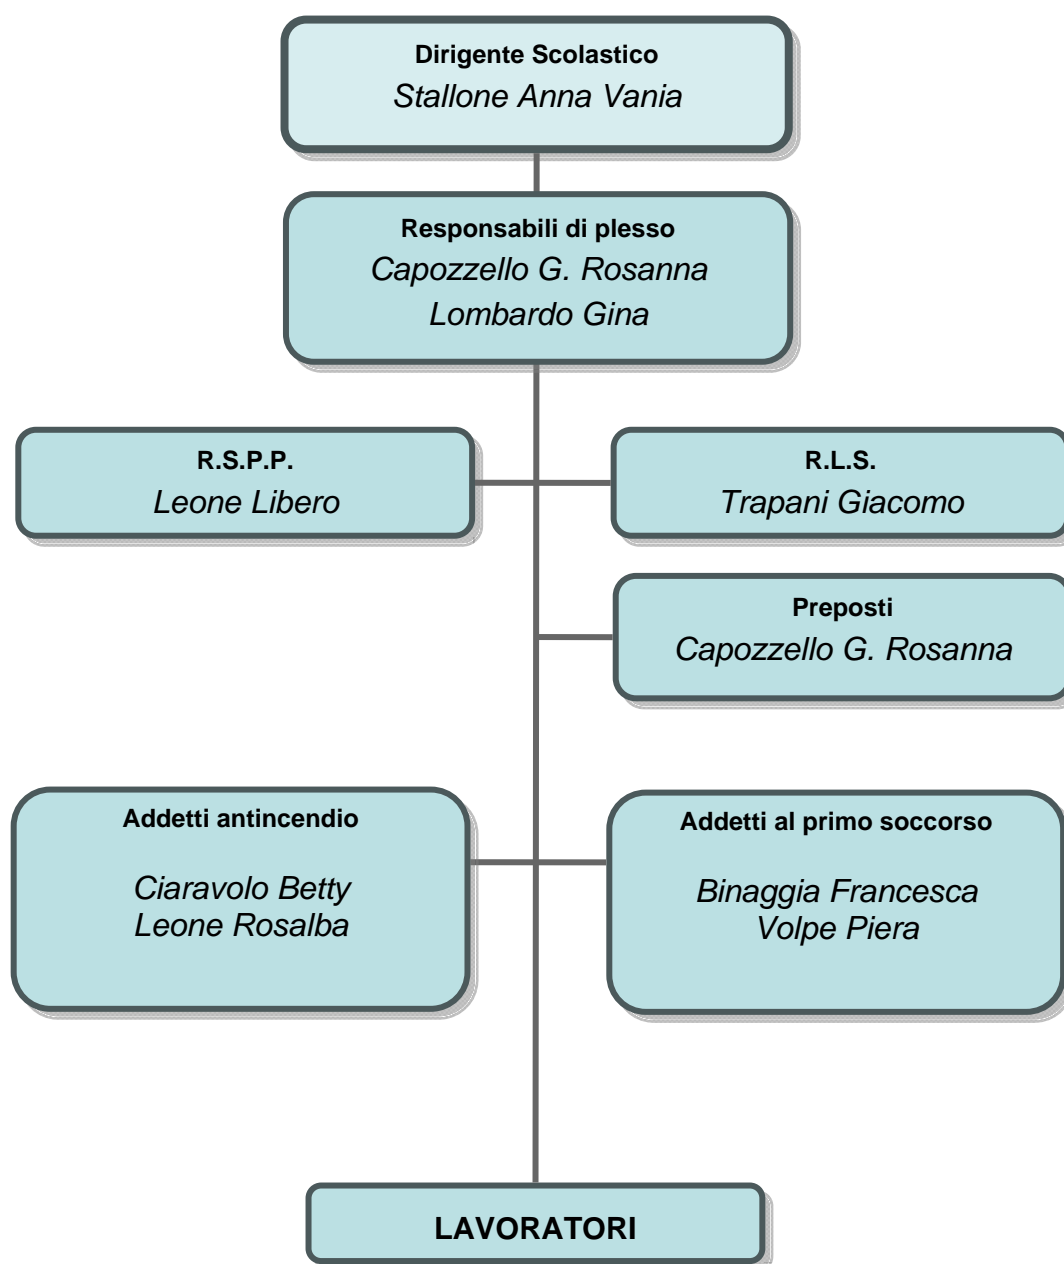 Dirigente Scolastico
Stallone Anna Vania
Responsabili di plesso
Capozzello G. Rosanna
Lombardo Gina
R.S.P.P.
Leone Libero
R.L.S.
Trapani Giacomo
Preposti
Capozzello G. Rosanna
Addetti antincendio
Ciaravolo Betty
Leone Rosalba
Addetti al primo soccorso
Binaggia Francesca
Volpe Piera
LAVORATORI